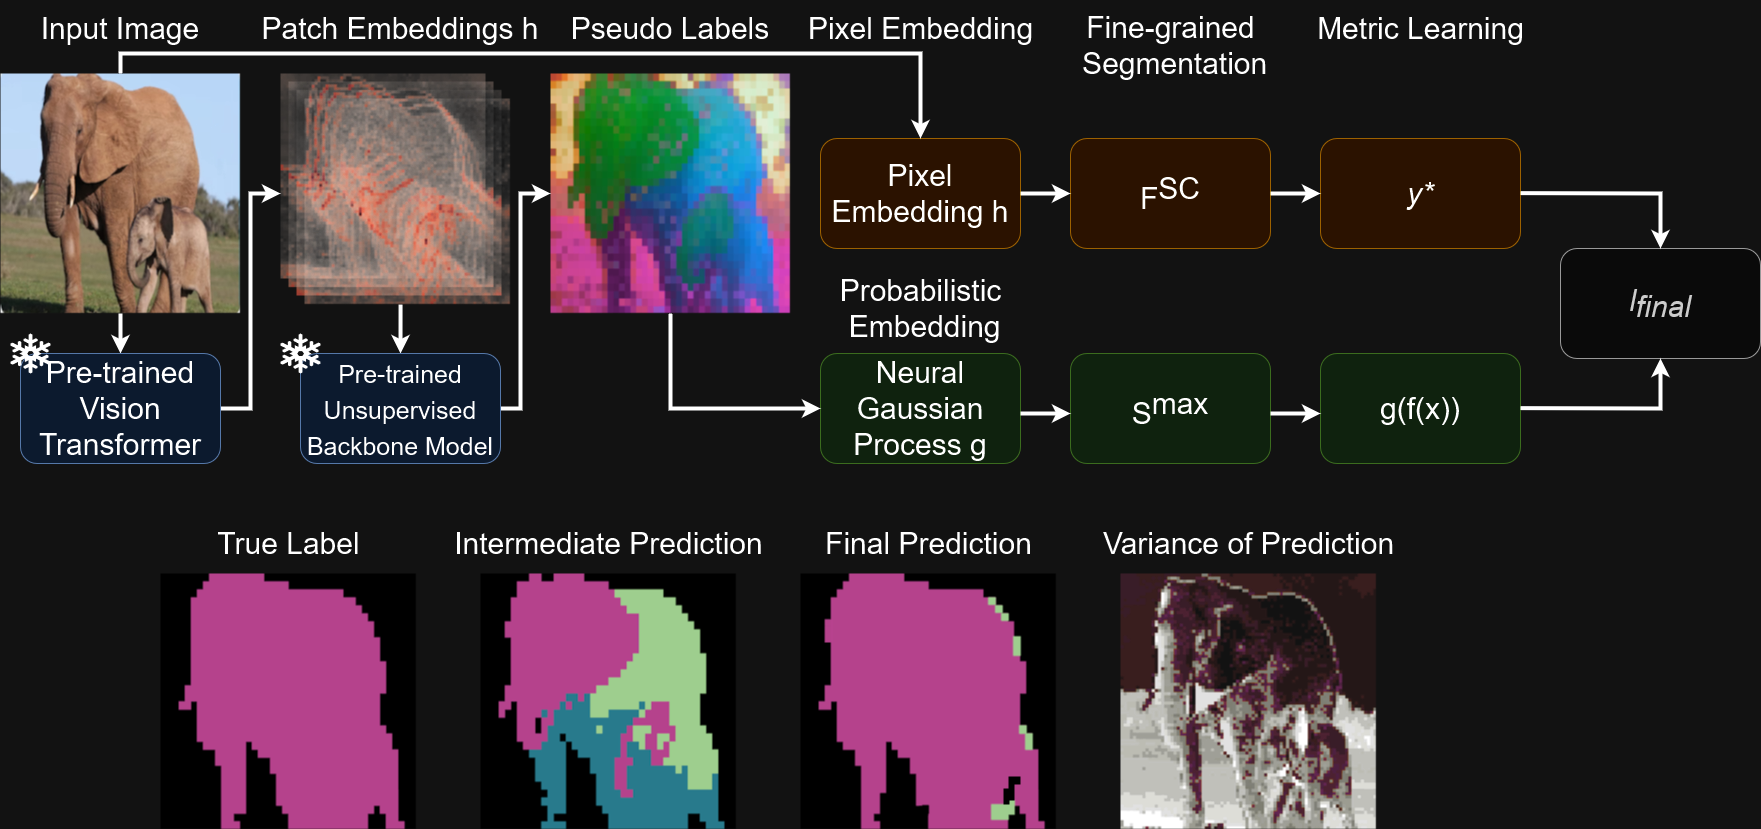 Input Image
Patch Embeddings h
Pseudo Labels
Pixel Embedding
Fine-grained
Segmentation
Metric Learning
Pixel
Embedding h
F^SC
y*
Probabilistic
Embedding
l_final
Pre-trained
Vision
Transformer
Pre-trained
Unsupervised
Backbone Model
Neural
Gaussian
Process g
S^max
g(f(x))
True Label
Intermediate Prediction
Final Prediction
Variance of Prediction